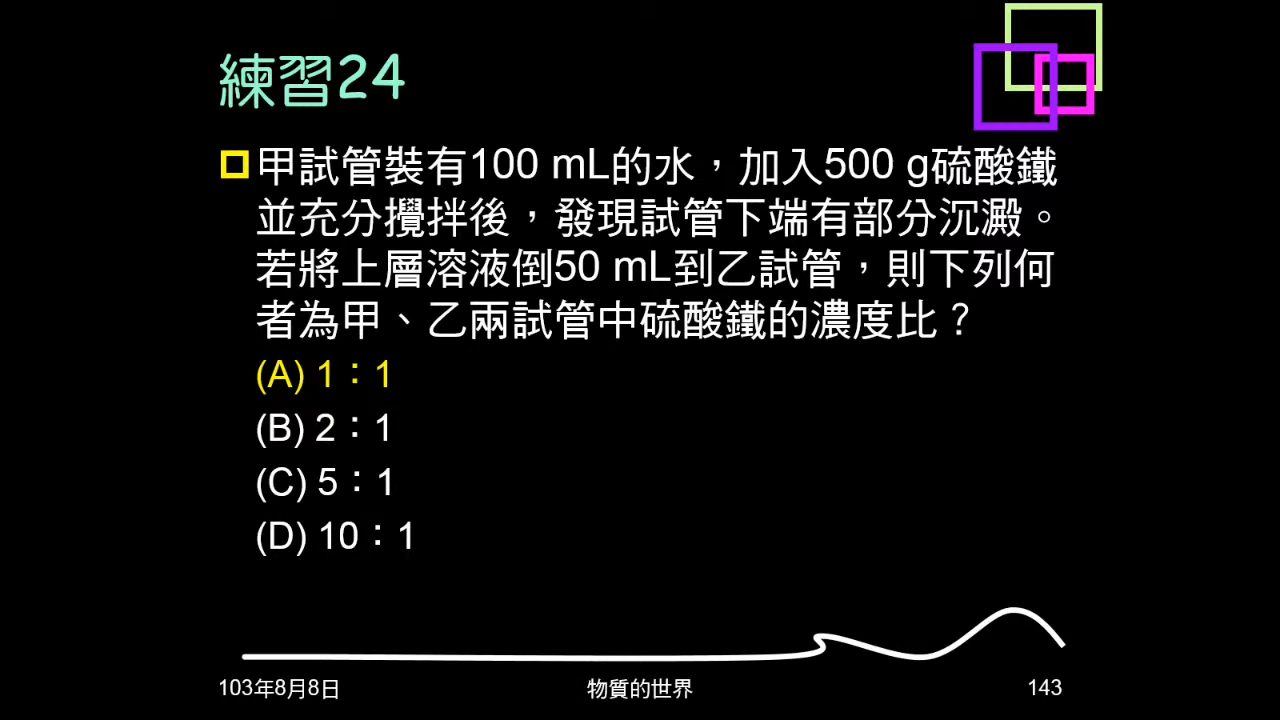 練習24
甲試管裝有100 mL的水，加入500 g硫酸鐵
並充分攪拌後，發現試管下端有部分沉澱。
若將上層溶液倒50 mL到乙試管，則下列何
者為甲、乙兩試管中硫酸鐵的濃度比？
(A) 1：1
(B) 2：1
(C) 5：1
(D) 10：1
103年8月8日
物質的世界
143